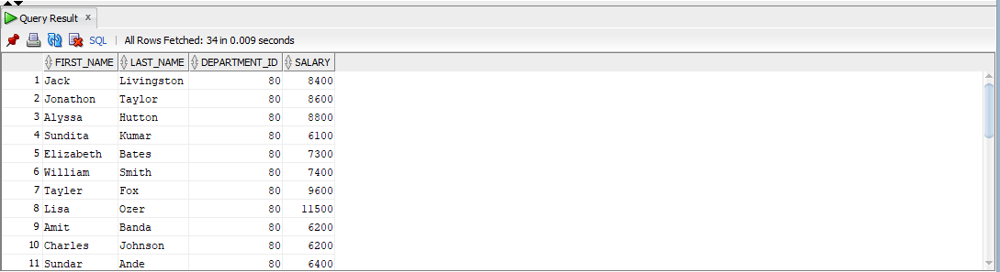 Query Result x
SQL | All Rows Fetched: 34 in 0.009 seconds
FIRST_NAME LAST_NAME DEPARTMENT_ID SALARY
1 Jack Livingston 80 8400
2 Jonathon Taylor 80 8600
3 Alyssa Hutton 80 8800
4 Sundita Kumar 80 6100
5 Elizabeth Bates 80 7300
6 William Smith 80 7400
7 Tayler Fox 80 9600
8 Lisa Ozer 80 11500
9 Amit Banda 80 6200
10 Charles Johnson 80 6200
11 Sundar Ande 80 6400